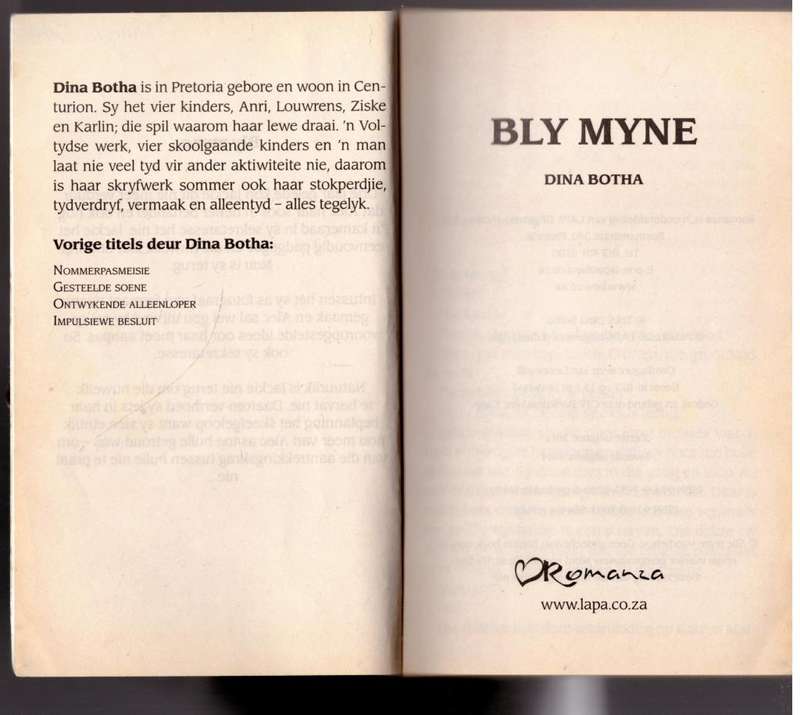 Dina Botha is in Pretoria gebore en woon in Cen-
turion. Sy het vier kinders, Anri, Louwrens, Ziske
en Karlin; die spil waarom haar lewe draai. 'n Vol-
tydse werk, vier skoolgaande kinders en 'n man
laat nie veel tyd vir ander aktiwiteite nie, daarom
is haar skryfwerk sommer ook haar stokperdjie,
tydverdryf, vermaak en alleentyd – alles tegelyk.
Vorige titels deur Dina Botha:
NOMMERPASMEISIE
GESTEELDE SOENE
ONTWYKENDE ALLEENLOPER
IMPULSIEWE BESLUIT
BLY MYNE
DINA BOTHA
Romanza
www.lapa.co.za